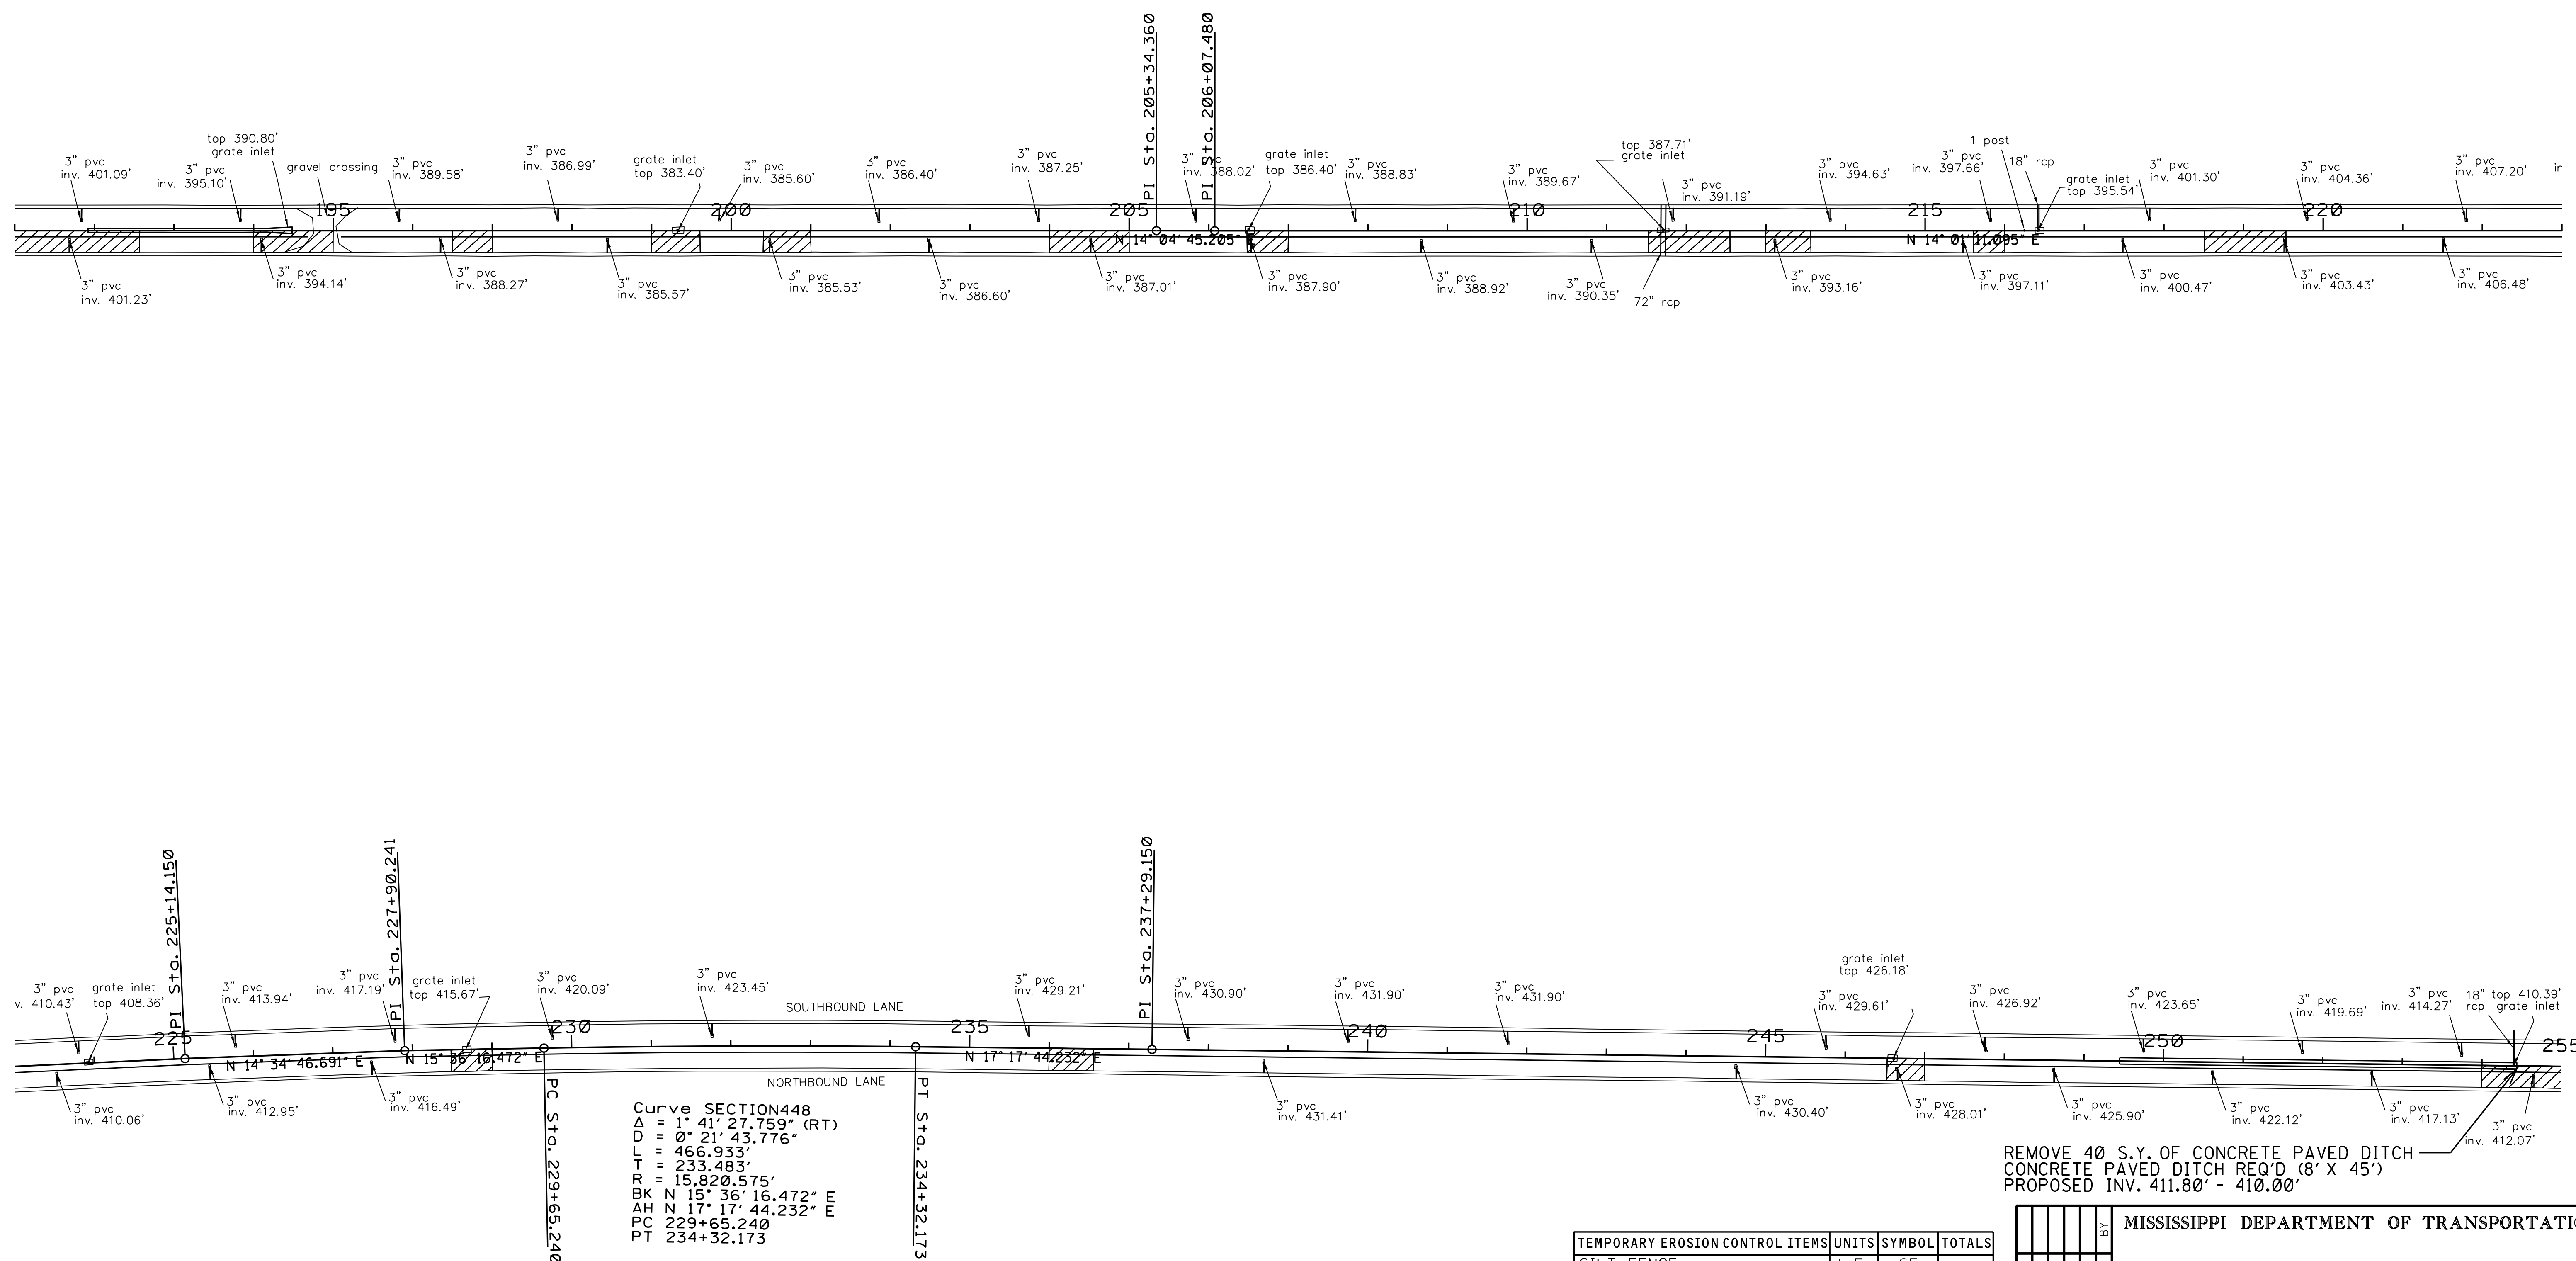 PI Sta. 205+34.360
PI Sta. 206+07.480
3" pvc
inv. 401.09'
3" pvc
inv. 395.10'
top 390.80'
grate inlet
gravel crossing
3" pvc
inv. 389.58'
3" pvc
inv. 386.99'
grate inlet
top 383.40'
3" pvc
inv. 385.60'
3" pvc
inv. 386.40'
3" pvc
inv. 387.25'
3" pvc
inv. 388.02'
grate inlet
top 386.40'
3" pvc
inv. 388.83'
3" pvc
inv. 389.67'
top 387.71'
grate inlet
3" pvc
inv. 391.19'
3" pvc
inv. 394.63'
3" pvc
inv. 397.66'
1 post
18" rcp
grate inlet
top 395.54'
3" pvc
inv. 401.30'
3" pvc
inv. 404.36'
3" pvc
inv. 407.20'
in
195
200
205
210
215
220
N 14° 04' 45.205" E
N 14° 01' 11.095" E
3" pvc
inv. 401.23'
3" pvc
inv. 394.14'
3" pvc
inv. 388.27'
3" pvc
inv. 385.57'
3" pvc
inv. 385.53'
3" pvc
inv. 386.60'
3" pvc
inv. 387.01'
3" pvc
inv. 387.90'
3" pvc
inv. 388.92'
3" pvc
inv. 390.35'
72" rcp
3" pvc
inv. 393.16'
3" pvc
inv. 397.11'
3" pvc
inv. 400.47'
3" pvc
inv. 403.43'
3" pvc
inv. 406.48'
PI Sta. 225+14.150
PI Sta. 227+90.241
PI Sta. 237+29.150
3" pvc
v. 410.43'
grate inlet
top 408.36'
3" pvc
inv. 413.94'
3" pvc
inv. 417.19'
grate inlet
top 415.67'
3" pvc
inv. 420.09'
3" pvc
inv. 423.45'
SOUTHBOUND LANE
3" pvc
inv. 429.21'
3" pvc
inv. 430.90'
3" pvc
inv. 431.90'
3" pvc
inv. 431.90'
grate inlet
top 426.18'
3" pvc
inv. 429.61'
3" pvc
inv. 426.92'
3" pvc
inv. 423.65'
3" pvc
inv. 419.69'
3" pvc
inv. 414.27'
18" top 410.39'
rcp grate inlet
225
230
235
240
245
250
255
N 14° 34' 46.691" E
N 15° 36' 16.472" E
N 17° 17' 44.232" E
NORTHBOUND LANE
3" pvc
inv. 410.06'
3" pvc
inv. 412.95'
3" pvc
inv. 416.49'
3" pvc
inv. 431.41'
3" pvc
inv. 430.40'
3" pvc
inv. 428.01'
3" pvc
inv. 425.90'
3" pvc
inv. 422.12'
3" pvc
inv. 417.13'
3" pvc
inv. 412.07'
PC Sta. 229+65.240
PT Sta. 234+32.173
Curve SECTION448
Δ = 1° 41' 27.759" (RT)
D = 0° 21' 43.776"
L = 466.933'
T = 233.483'
R = 15,820.575'
BK N 15° 36' 16.472" E
AH N 17° 17' 44.232" E
PC 229+65.240
PT 234+32.173
REMOVE 40 S.Y. OF CONCRETE PAVED DITCH
CONCRETE PAVED DITCH REQ'D (8' X 45')
PROPOSED INV. 411.80' - 410.00'
TEMPORARY EROSION CONTROL ITEMS UNITS SYMBOL TOTALS
SILT FENCE L.F. SF
BY
MISSISSIPPI DEPARTMENT OF TRANSPORTATI